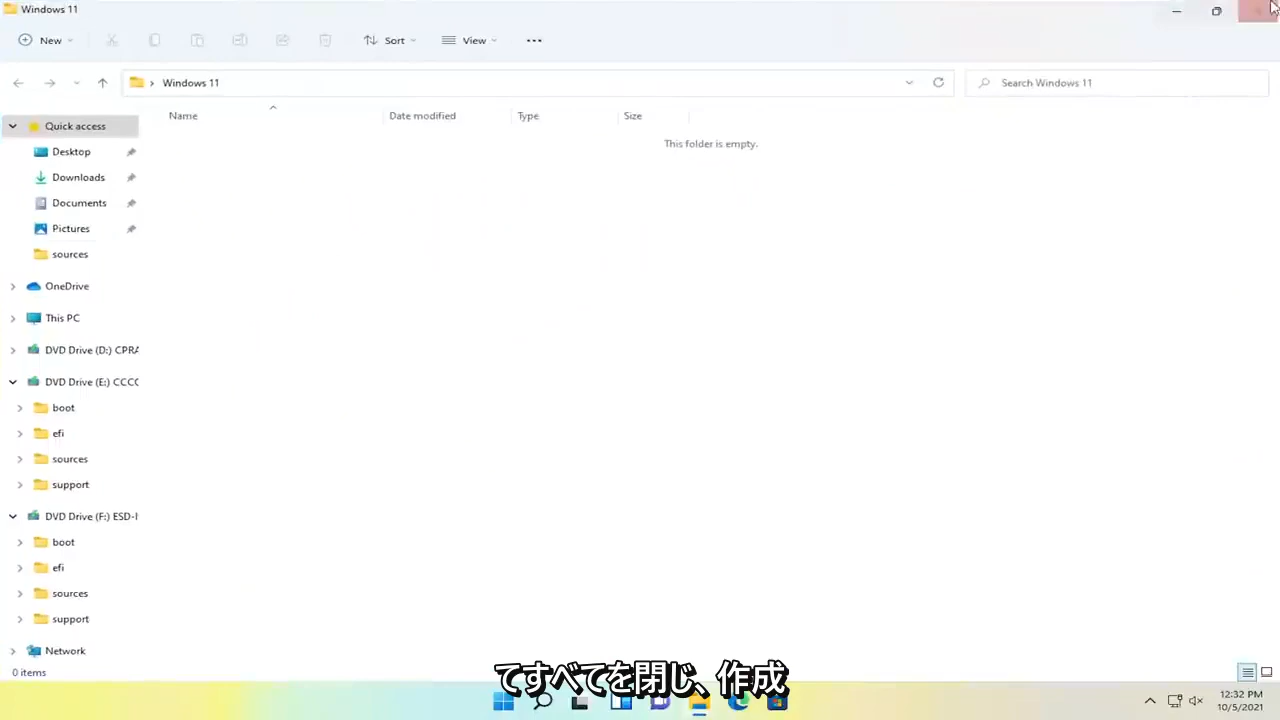 Windows 11
New
Sort
View
Windows 11
Search Windows 11
Name
Date modified
Type
Size
This folder is empty.
Quick access
Desktop
Downloads
Documents
Pictures
sources
OneDrive
This PC
DVD Drive (D:) CPRA
DVD Drive (E:) CCCO
boot
efi
sources
support
DVD Drive (F:) ESD-I
boot
efi
sources
support
Network
0 items
てすべてを閉じ、作成
12:32 PM
10/5/2021